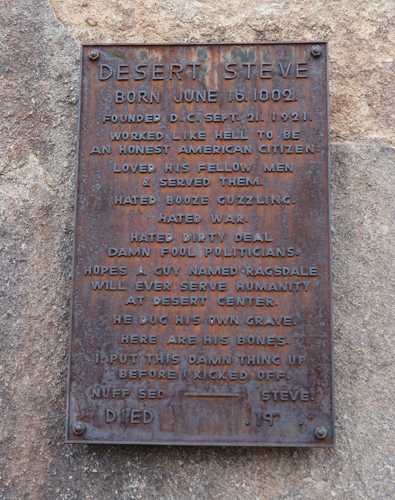 DESERT STEVE
BORN JUNE 16. 1002.
FOUNDED D.C. SEPT. 21. 1921.
WORKED LIKE HELL TO BE
AN HONEST AMERICAN CITIZEN.
LOVED HIS FELLOW MEN
& SERVED THEM.
HATED BOOZE GUZZLING.
HATED WAR.
HATED DIRTY DEAL
DAMN FOUL POLITICIANS.
HOPES A GUY NAMED RAGSDALE
WILL EVER SERVE HUMANITY
AT DESERT CENTER.
HE DUG HIS OWN GRAVE.
HERE ARE HIS BONES.
I PUT THIS DAMN THING UP
BEFORE I KICKED OFF.
NUFF SED —— STEVE.
DIED . 19 .